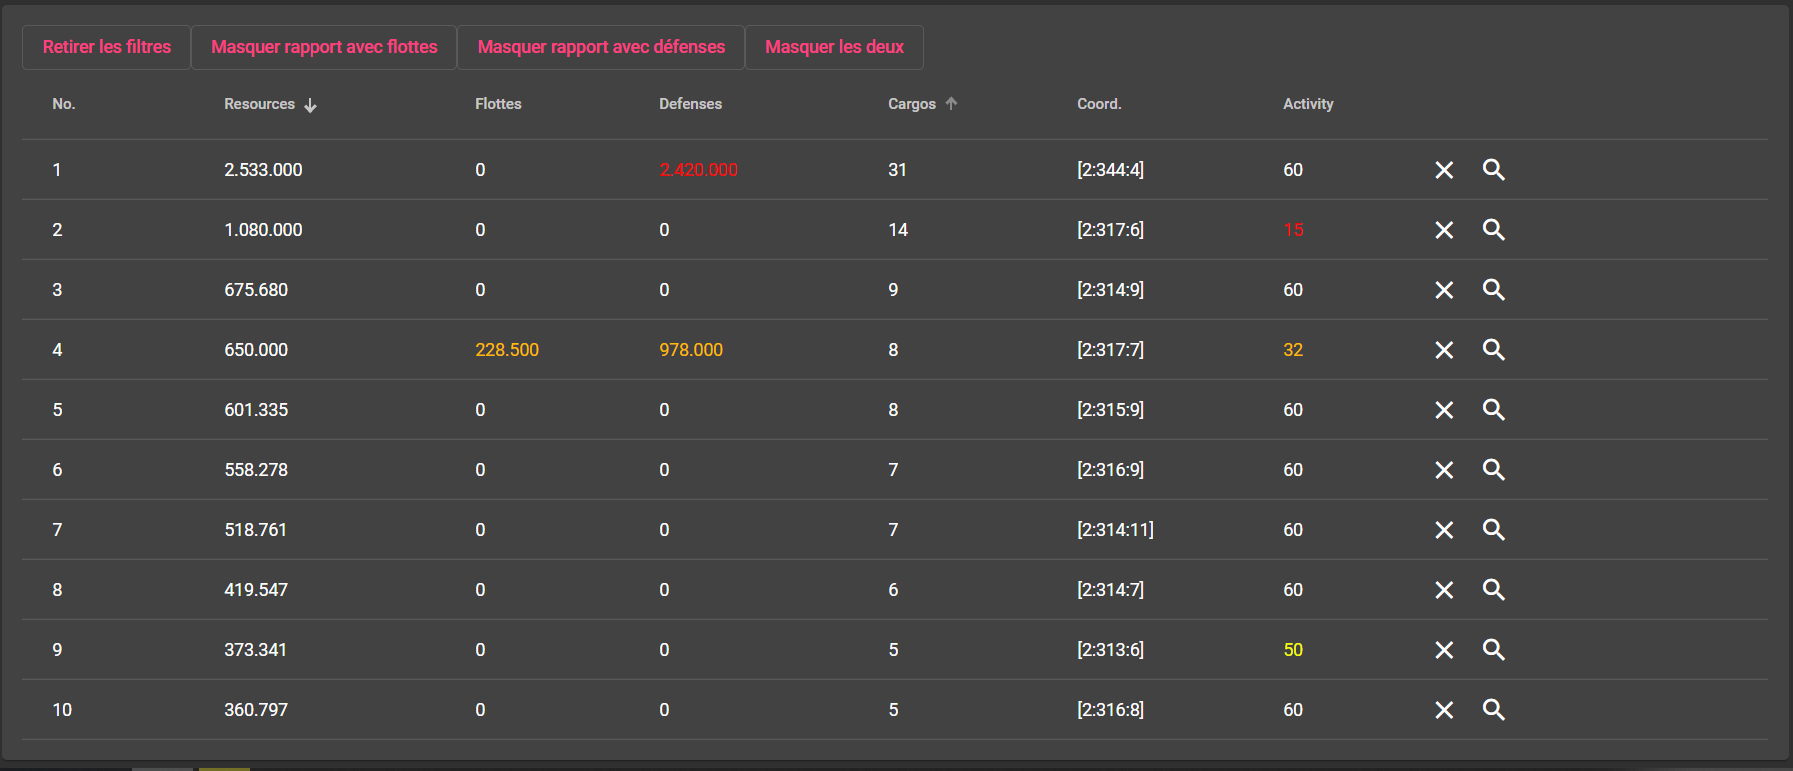 Retirer les filtres Masquer rapport avec flottes Masquer rapport avec défenses Masquer les deux
No. Resources Flottes Defenses Cargos Coord. Activity
1 2.533.000 0 2.420.000 31 [2:344:4] 60
2 1.080.000 0 0 14 [2:317:6] 15
3 675.680 0 0 9 [2:314:9] 60
4 650.000 228.500 978.000 8 [2:317:7] 32
5 601.335 0 0 8 [2:315:9] 60
6 558.278 0 0 7 [2:316:9] 60
7 518.761 0 0 7 [2:314:11] 60
8 419.547 0 0 6 [2:314:7] 60
9 373.341 0 0 5 [2:313:6] 50
10 360.797 0 0 5 [2:316:8] 60